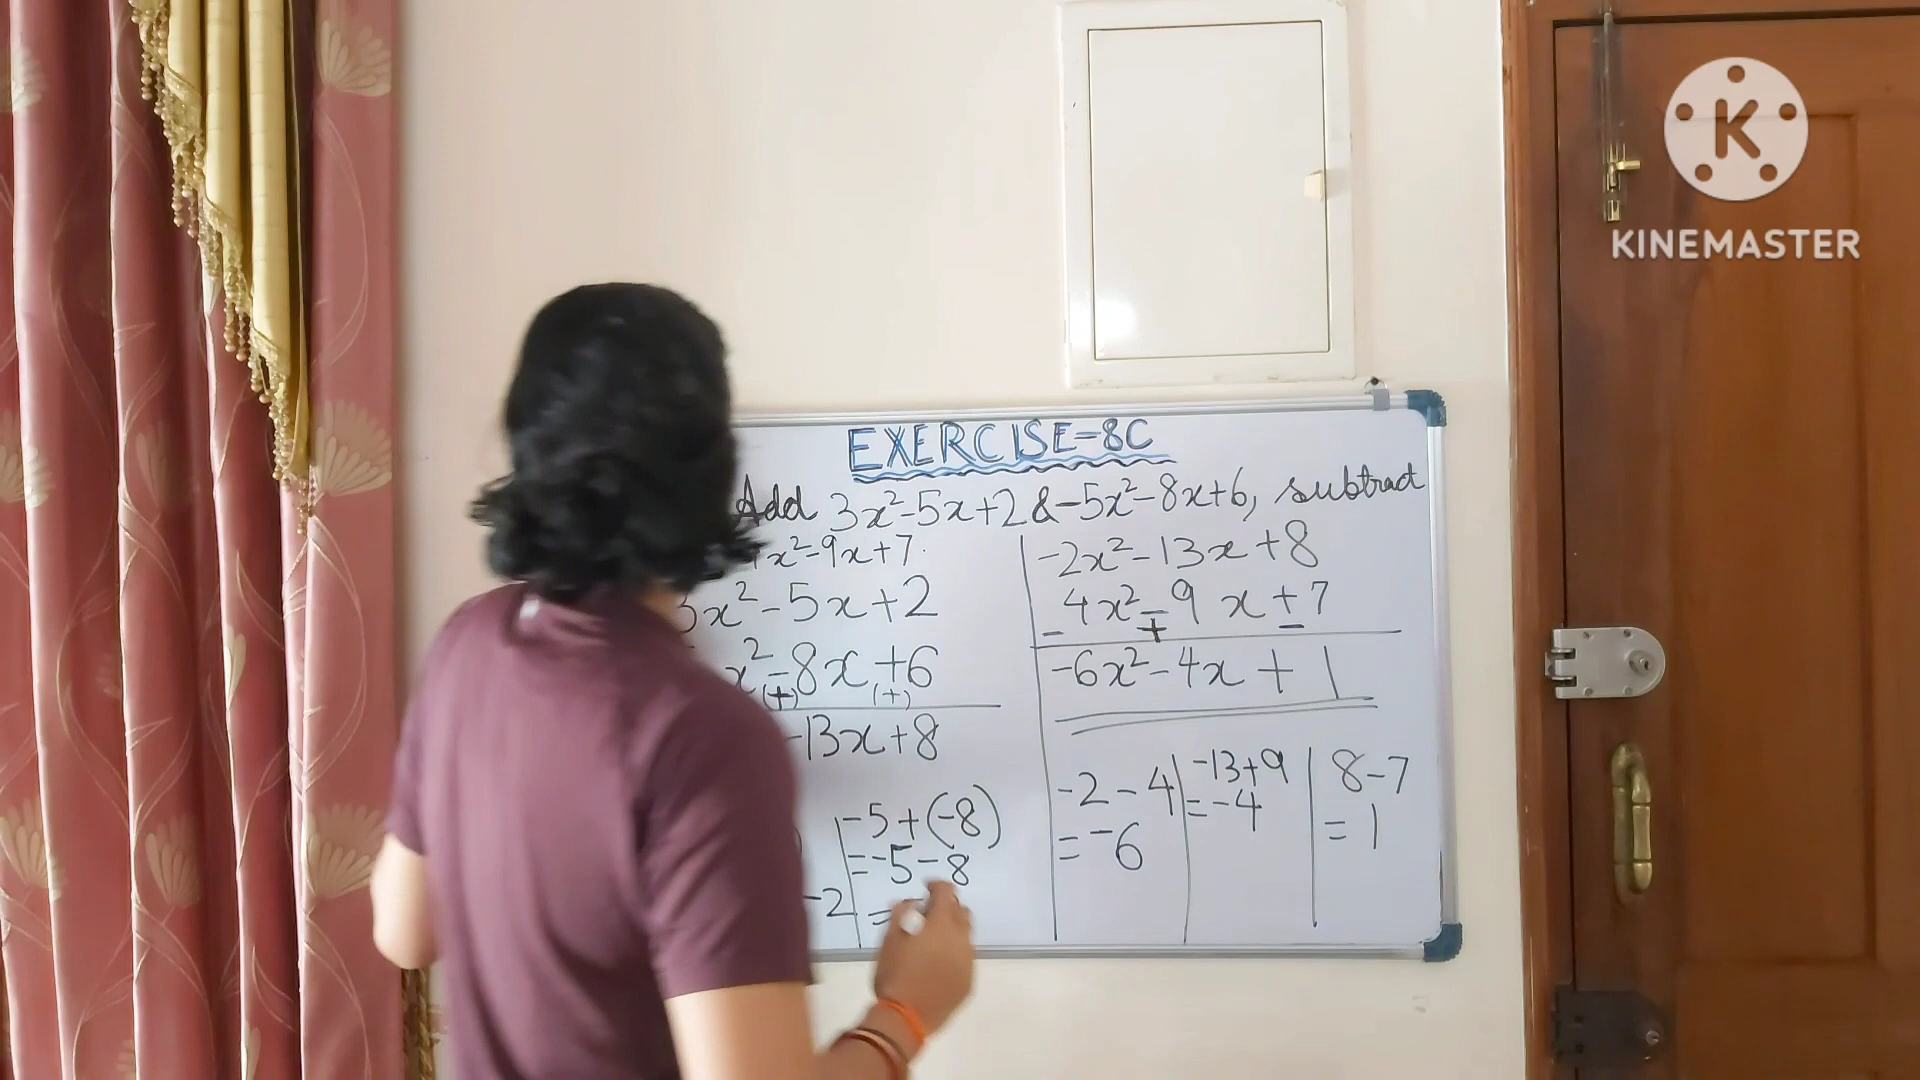 EXERCISE-8C
Add 3x²-5x+2 & -5x²-8x+6, subtract
x²-9x+7.
3x²-5x+2
x²-8x+6
(+) (+)
-13x+8
-5+(-8)
=-5-8
-2
=
-2x²-13x+8
4x²-9x+7
- + -
-6x²-4x+1
-2-4
=-6
-13+9
=-4
8-7
=1
K
KINEMASTER